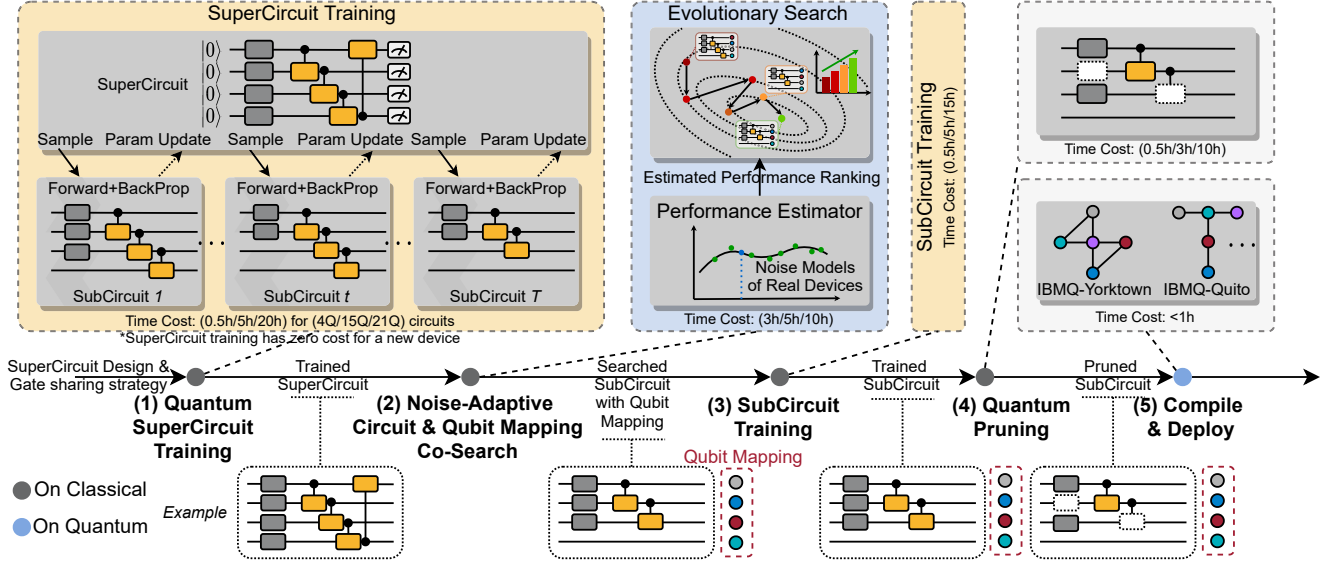 SuperCircuit Training
SuperCircuit
|0⟩
|0⟩
|0⟩
|0⟩
Sample Param Update Sample Param Update Sample Param Update
Forward+BackProp
SubCircuit 1
. . .
Forward+BackProp
SubCircuit t
. . .
Forward+BackProp
SubCircuit T
Time Cost: (0.5h/5h/20h) for (4Q/15Q/21Q) circuits
*SuperCircuit training has zero cost for a new device
Evolutionary Search
Estimated Performance Ranking
Performance Estimator
Noise Models
of Real Devices
Time Cost: (3h/5h/10h)
SubCircuit Training
Time Cost: (0.5h/5h/15h)
Time Cost: (0.5h/3h/10h)
IBMQ-Yorktown
IBMQ-Quito
. . . .
Time Cost: <1h
SuperCircuit Design &
Gate sharing strategy
(1) Quantum
SuperCircuit
Training
Trained
SuperCircuit
(2) Noise-Adaptive
Circuit & Qubit Mapping
Co-Search
Searched
SubCircuit
with Qubit
Mapping
(3) SubCircuit
Training
Trained
SubCircuit
(4) Quantum
Pruning
Pruned
SubCircuit
(5) Compile
& Deploy
Qubit Mapping
On Classical
On Quantum
Example